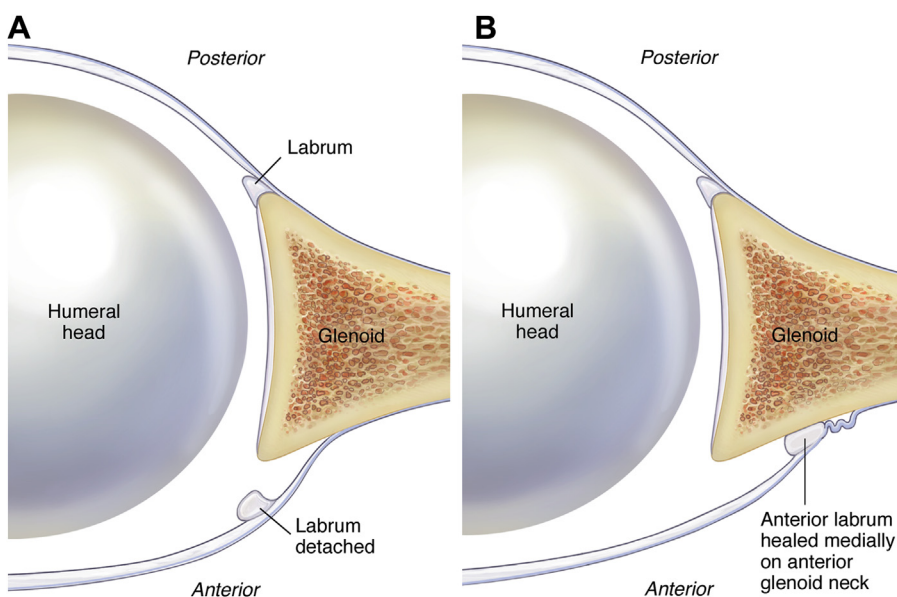 A
Posterior
Labrum
Humeral
head
Glenoid
Labrum
detached
Anterior
B
Posterior
Humeral
head
Glenoid
Anterior labrum
healed medially
on anterior
glenoid neck
Anterior